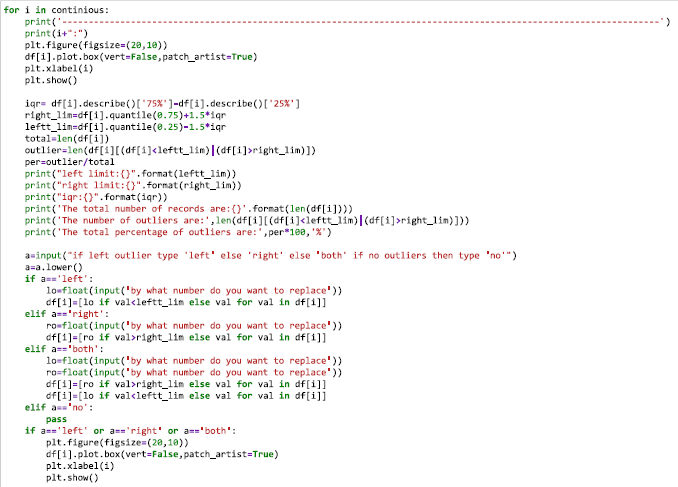 for i in continious:
    print('----------------------------------------------------------------------------------------------------')
    print(i+":")
    plt.figure(figsize=(20,10))
    df[i].plot.box(vert=False,patch_artist=True)
    plt.xlabel(i)
    plt.show()

    iqr= df[i].describe()['75%']-df[i].describe()['25%']
    right_lim=df[i].quantile(0.75)+1.5*iqr
    leftt_lim=df[i].quantile(0.25)-1.5*iqr
    total=len(df[i])
    outlier=len(df[i][(df[i]<leftt_lim)|(df[i]>right_lim)])
    per=outlier/total
    print("left limit:{}".format(leftt_lim))
    print("right limit:{}".format(right_lim))
    print("iqr:{}".format(iqr))
    print('The total number of records are:{}'.format(len(df[i])))
    print('The number of outliers are:',len(df[i][(df[i]<leftt_lim)|(df[i]>right_lim)]))
    print('The total percentage of outliers are:',per*100,'%')

    a=input("if left outlier type 'left' else 'right' else 'both' if no outliers then type 'no'")
    a=a.lower()
    if a=='left':
        lo=float(input("by what number do you want to replace"))
        df[i]=[lo if val<leftt_lim else val for val in df[i]]
    elif a=='right':
        ro=float(input("by what number do you want to replace"))
        df[i]=[ro if val>right_lim else val for val in df[i]]
    elif a=='both':
        lo=float(input("by what number do you want to replace"))
        ro=float(input("by what number do you want to replace"))
        df[i]=[ro if val>right_lim else val for val in df[i]]
        df[i]=[lo if val<leftt_lim else val for val in df[i]]
    elif a=='no':
        pass
    if a=='left' or a=='right' or a=='both':
        plt.figure(figsize=(20,10))
        df[i].plot.box(vert=False,patch_artist=True)
        plt.xlabel(i)
        plt.show()